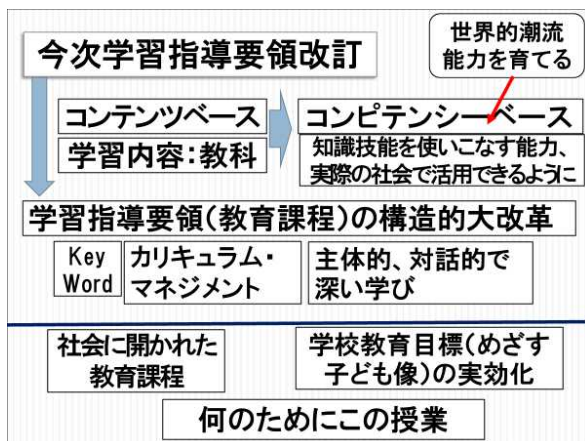 今次学習指導要領改訂
世界的潮流
能力を育てる
コンテンツベース
学習内容:教科
コンピテンシーベース
知識技能を使いこなす能力、
実際の社会で活用できるように
学習指導要領(教育課程)の構造的大改革
Key
Word
カリキュラム・
マネジメント
主体的、対話的で
深い学び
社会に開かれた
教育課程
学校教育目標(めざす
子ども像)の実効化
何のためにこの授業